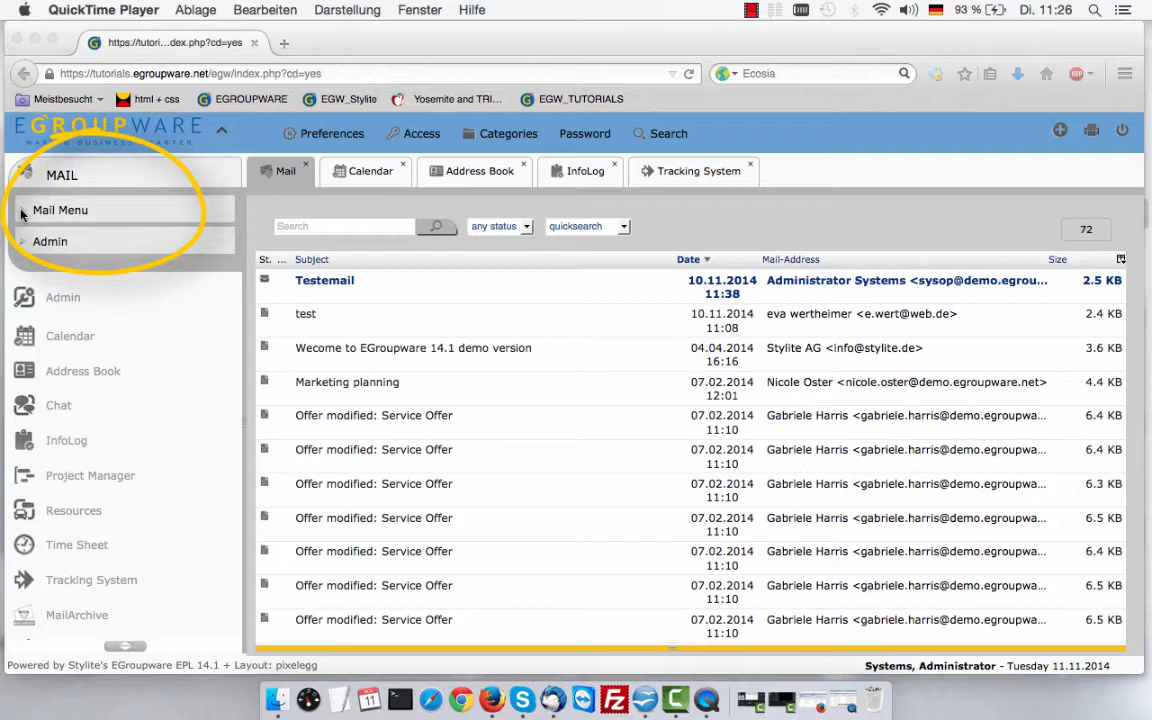 QuickTime Player Ablage Bearbeiten Darstellung Fenster Hilfe 93 % Di. 11:26
https://tutori...dex.php?cd=yes
https://tutorials.egroupware.net/egw/index.php?cd=yes Ecosia
Meistbesucht html + css EGROUPWARE EGW_Stylite Yosemite and TRI... EGW_TUTORIALS
EGROUPWARE Preferences Access Categories Password Search
MAIL Mail Calendar Address Book InfoLog Tracking System
Mail Menu
Admin
Search any status quicksearch 72
St. ... Subject Date Mail-Address Size
Testemail 10.11.2014 Administrator Systems <sysop@demo.egrou... 2.5 KB
11:38
test 10.11.2014 eva wertheimer <e.wert@web.de> 2.4 KB
11:08
Wecome to EGroupware 14.1 demo version 04.04.2014 Stylite AG <info@stylite.de> 3.6 KB
16:16
Marketing planning 07.02.2014 Nicole Oster <nicole.oster@demo.egroupware.net> 4.4 KB
12:01
Offer modified: Service Offer 07.02.2014 Gabriele Harris <gabriele.harris@demo.egroupwa... 6.4 KB
11:10
Offer modified: Service Offer 07.02.2014 Gabriele Harris <gabriele.harris@demo.egroupwa... 6.4 KB
11:10
Offer modified: Service Offer 07.02.2014 Gabriele Harris <gabriele.harris@demo.egroupwa... 6.3 KB
11:10
Offer modified: Service Offer 07.02.2014 Gabriele Harris <gabriele.harris@demo.egroupwa... 6.5 KB
11:10
Offer modified: Service Offer 07.02.2014 Gabriele Harris <gabriele.harris@demo.egroupwa... 6.4 KB
11:10
Offer modified: Service Offer 07.02.2014 Gabriele Harris <gabriele.harris@demo.egroupwa... 6.5 KB
11:10
Offer modified: Service Offer 07.02.2014 Gabriele Harris <gabriele.harris@demo.egroupwa... 6.5 KB
11:10
Admin
Calendar
Address Book
Chat
InfoLog
Project Manager
Resources
Time Sheet
Tracking System
MailArchive
Powered by Stylite's EGroupware EPL 14.1 + Layout: pixelegg Systems, Administrator - Tuesday 11.11.2014